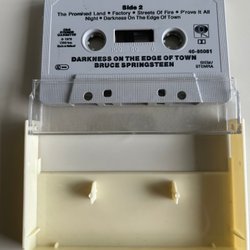 Side 2
The Promised Land · Factory · Streets Of Fire · Prove It All
Night · Darkness On The Edge Of Town
40-86061
DARKNESS ON THE EDGE OF TOWN
BRUCE SPRINGSTEEN
STEMRA